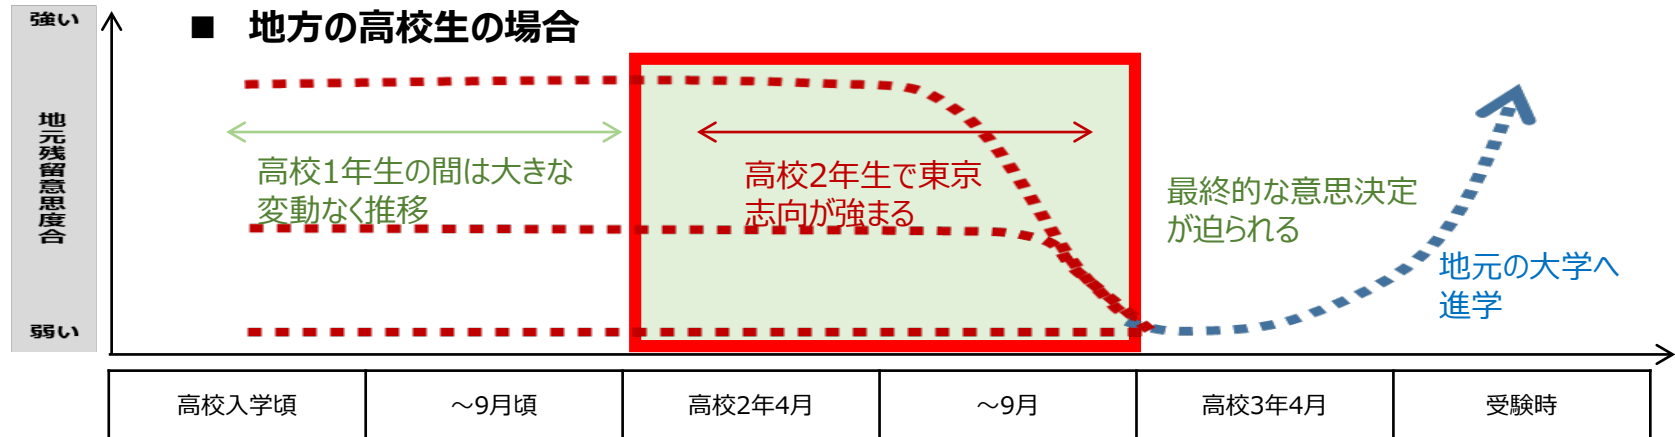 ■ 地方の高校生の場合
強い
地元残留意思度合
弱い
高校1年生の間は大きな
変動なく推移
高校2年生で東京
志向が強まる
最終的な意思決定
が迫られる
地元の大学へ
進学
高校入学頃
～9月頃
高校2年4月
～9月
高校3年4月
受験時